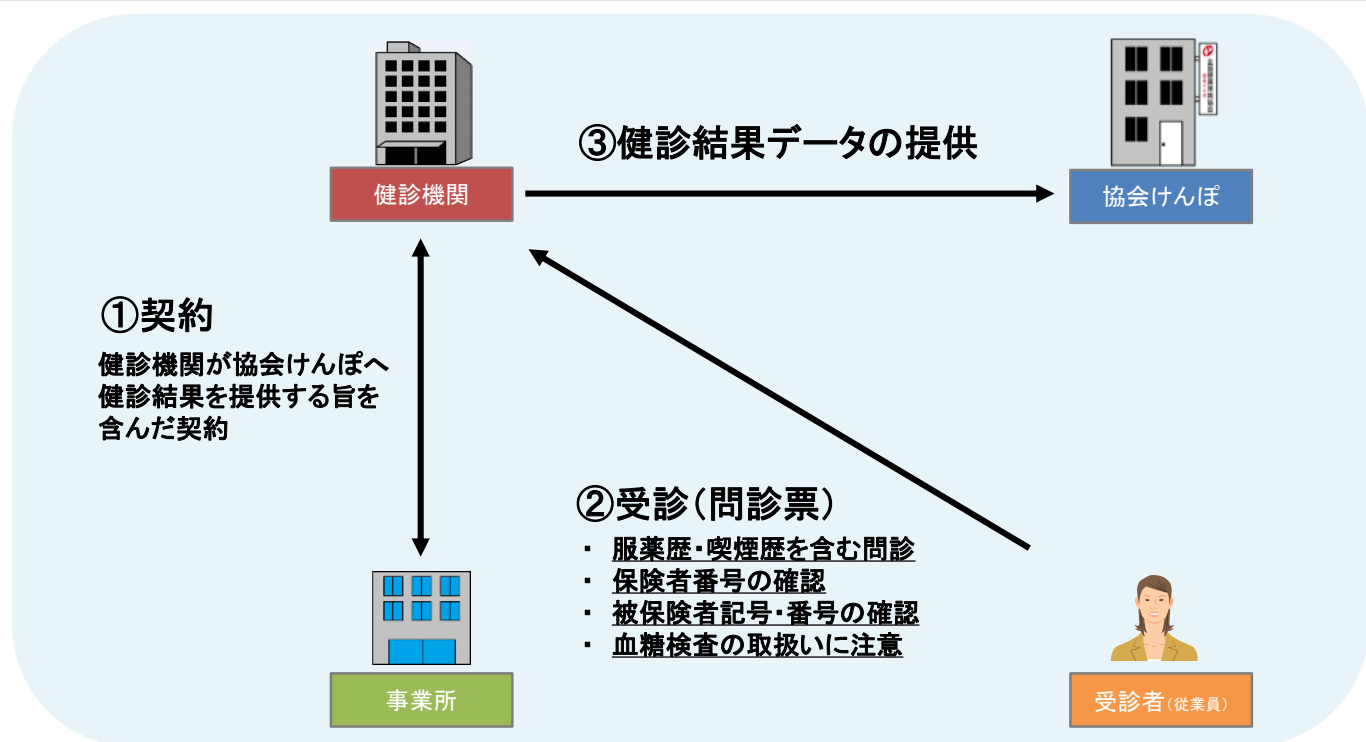 ③健診結果データの提供
健診機関
協会けんぽ
①契約
健診機関が協会けんぽへ
健診結果を提供する旨を
含んだ契約
②受診(問診票)
・ 服薬歴・喫煙歴を含む問診
・ 保険者番号の確認
・ 被保険者記号・番号の確認
・ 血糖検査の取扱いに注意
事業所
受診者(従業員)